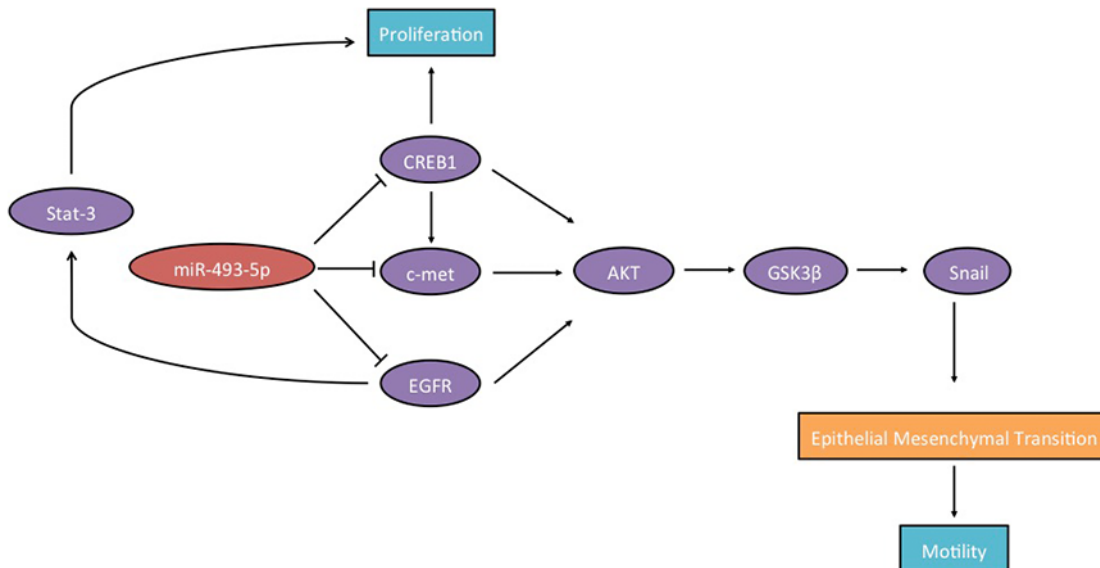 Proliferation
CREB1
Stat-3
miR-493-5p
c-met
AKT
GSK3β
Snail
EGFR
Epithelial Mesenchymal Transition
Motility